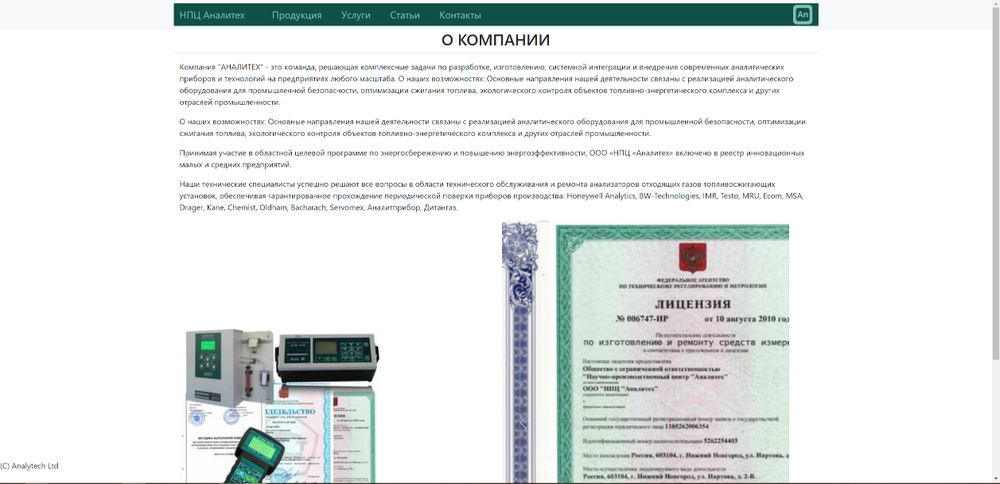 НПЦ Аналитех Продукция Услуги Статьи Контакты An
О КОМПАНИИ
Компания "АНАЛИТЕХ" - это команда, решающая комплексные задачи по разработке, изготовлению, системной интеграции и внедрения современных аналитических
приборов и технологий на предприятиях любого масштаба. О наших возможностях: Основные направления нашей деятельности связаны с реализацией аналитического
оборудования для промышленной безопасности, оптимизации сжигания топлива, экологического контроля объектов топливно-энергетического комплекса и других
отраслей промышленности.
О наших возможностях: Основные направления нашей деятельности связаны с реализацией аналитического оборудования для промышленной безопасности, оптимизации
сжигания топлива, экологического контроля объектов топливно-энергетического комплекса и других отраслей промышленности.
Принимая участие в областной целевой программе по энергосбережению и повышению энергоэффективности, ООО «НПЦ «Аналитех» включено в реестр инновационных
малых и средних предприятий.
Наши технические специалисты успешно решают все вопросы в области технического обслуживания и ремонта анализаторов отходящих газов топливосжигающих
установок, обеспечивая гарантированное прохождение периодической поверки приборов производства: Honeywell Analytics, BW-Technologies, IMR, Testo, MRU, Ecom, MSA,
Drager, Kane, Chemist, Oldham, Bacharach, Servomex, Аналитприбор, Дитангаз.
ФЕДЕРАЛЬНОЕ АГЕНТСТВО
ПО ТЕХНИЧЕСКОМУ РЕГУЛИРОВАНИЮ И МЕТРОЛОГИИ
ЛИЦЕНЗИЯ
№ 006747-ИР от 10 августа 2010 год
На осуществление деятельности
по изготовлению и ремонту средств измере
в соответствии с приложением к лицензии
Настоящая лицензия предоставлена
Общество с ограниченной ответственностью
"Научно-производственный центр "Аналитех"
ООО "НПЦ "Аналитех"
Основной государственный регистрационный номер записи о государственной
регистрации юридического лица 1105262006354
Идентификационный номер налогоплательщика 5262254403
Место нахождения Россия, 603104, г. Нижний Новгород, ул. Нартова, д
Места осуществления лицензируемого вида деятельности
Россия, 603104, г. Нижний Новгород, ул. Нартова, д. 2-В.
(C) Analytech Ltd